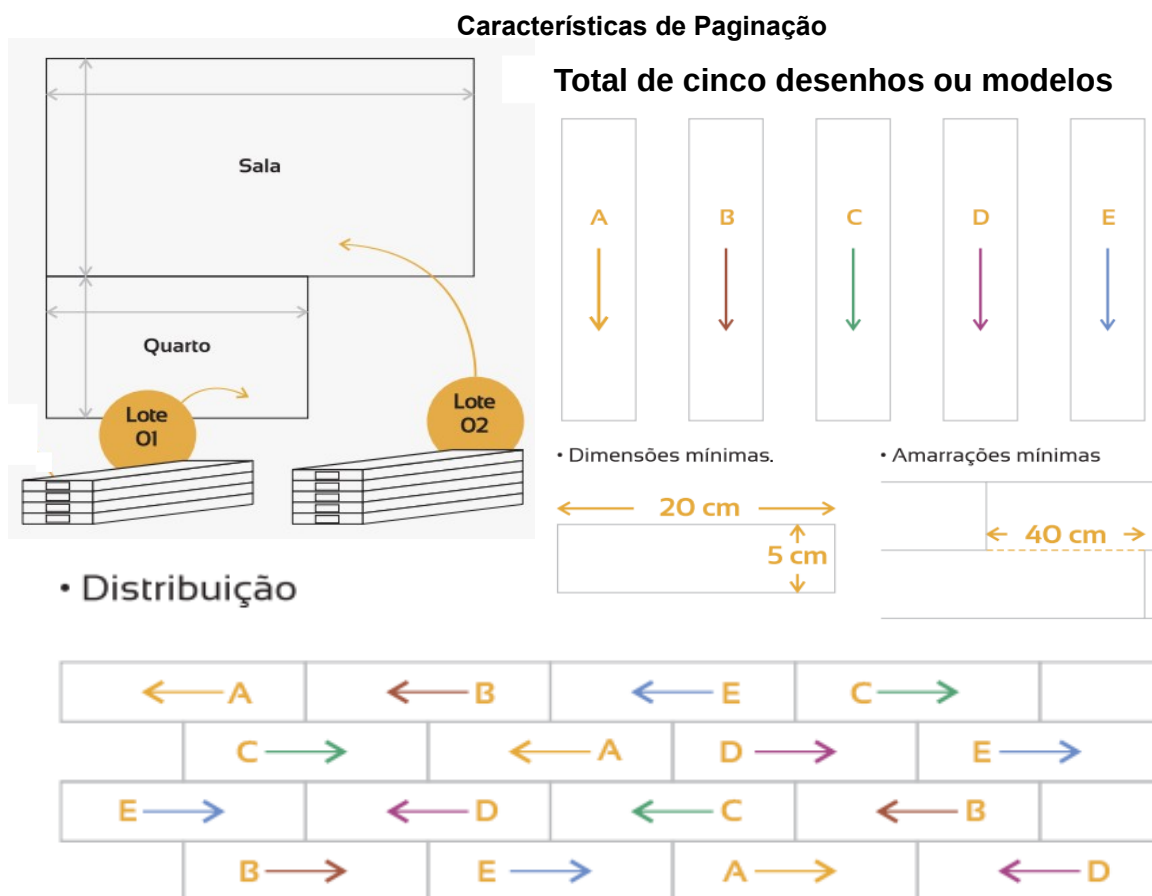 Características de Paginação
Total de cinco desenhos ou modelos
Sala
Quarto
Lote
01
Lote
02
A B C D E
• Dimensões mínimas.
20 cm
5 cm
• Amarrações mínimas
40 cm
• Distribuição
A B E C
C A D E
E D C B
B E A D